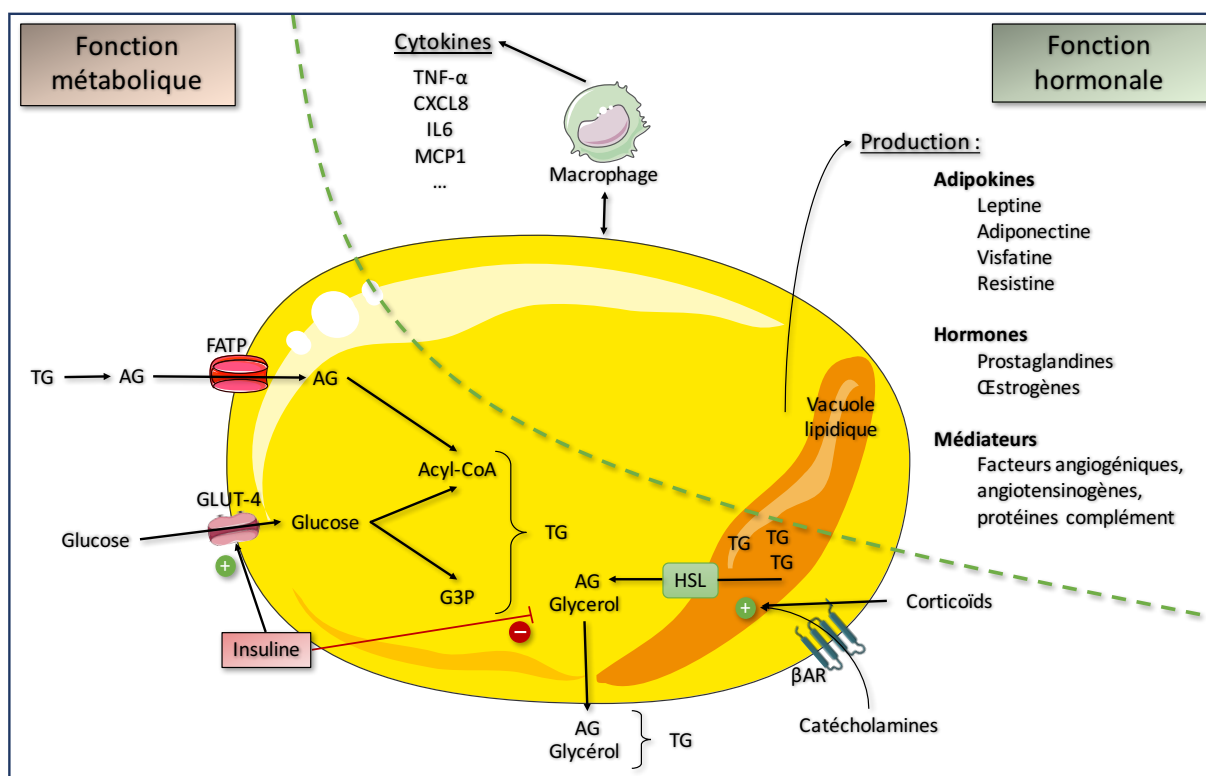 Fonction
métabolique
Cytokines
TNF-α
CXCL8
IL6
MCP1
...
Macrophage
Fonction
hormonale
Production :
Adipokines
Leptine
Adiponectine
Visfatine
Resistine
Hormones
Prostaglandines
Œstrogènes
Médiateurs
Facteurs angiogéniques,
angiotensinogènes,
protéines complément
FATP
TG
AG
AG
Vacuole
lipidique
Acyl-CoA
GLUT-4
Glucose
Glucose
+
TG
G3P
TG
TG
TG
HSL
AG
Glycerol
+
Corticoïds
Insuline
−
βAR
Catécholamines
AG
Glycérol
TG